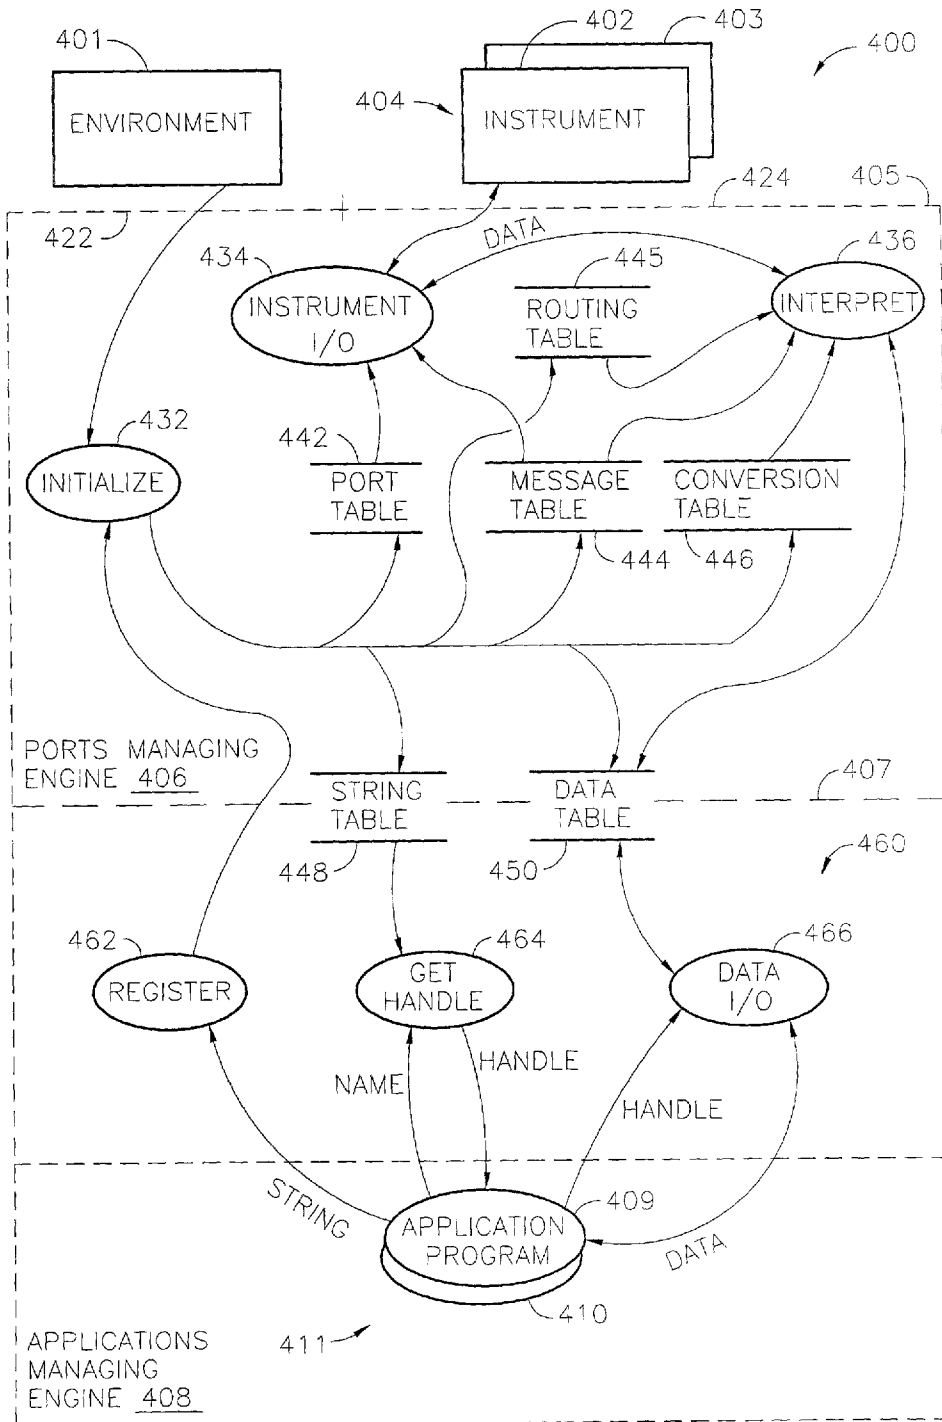 401
402
403
400
404
ENVIRONMENT
INSTRUMENT
424
405
422
DATA
434
445
436
INSTRUMENT
I/O
ROUTING
TABLE
INTERPRET
432
442
INITIALIZE
PORT
TABLE
MESSAGE
TABLE
CONVERSION
TABLE
444
446
PORTS MANAGING
ENGINE 406
407
STRING
TABLE
DATA
TABLE
448
450
460
462
464
466
REGISTER
GET
HANDLE
DATA
I/O
NAME
HANDLE
HANDLE
STRING
409
APPLICATION
PROGRAM
DATA
410
411
APPLICATIONS
MANAGING
ENGINE 408